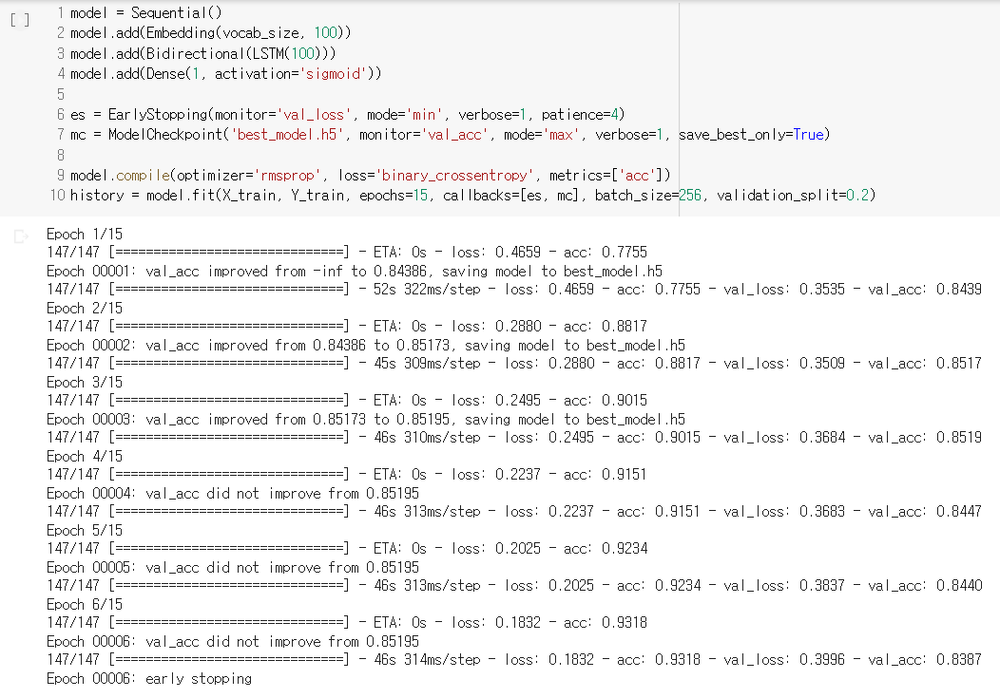 [ ]
1 model = Sequential()
2 model.add(Embedding(vocab_size, 100))
3 model.add(Bidirectional(LSTM(100)))
4 model.add(Dense(1, activation='sigmoid'))
5
6 es = EarlyStopping(monitor='val_loss', mode='min', verbose=1, patience=4)
7 mc = ModelCheckpoint('best_model.h5', monitor='val_acc', mode='max', verbose=1, save_best_only=True)
8
9 model.compile(optimizer='rmsprop', loss='binary_crossentropy', metrics=['acc'])
10 history = model.fit(X_train, Y_train, epochs=15, callbacks=[es, mc], batch_size=256, validation_split=0.2)
Epoch 1/15
147/147 [==============================] - ETA: 0s - loss: 0.4659 - acc: 0.7755
Epoch 00001: val_acc improved from -inf to 0.84386, saving model to best_model.h5
147/147 [==============================] - 52s 322ms/step - loss: 0.4659 - acc: 0.7755 - val_loss: 0.3535 - val_acc: 0.8439
Epoch 2/15
147/147 [==============================] - ETA: 0s - loss: 0.2880 - acc: 0.8817
Epoch 00002: val_acc improved from 0.84386 to 0.85173, saving model to best_model.h5
147/147 [==============================] - 45s 309ms/step - loss: 0.2880 - acc: 0.8817 - val_loss: 0.3509 - val_acc: 0.8517
Epoch 3/15
147/147 [==============================] - ETA: 0s - loss: 0.2495 - acc: 0.9015
Epoch 00003: val_acc improved from 0.85173 to 0.85195, saving model to best_model.h5
147/147 [==============================] - 46s 310ms/step - loss: 0.2495 - acc: 0.9015 - val_loss: 0.3684 - val_acc: 0.8519
Epoch 4/15
147/147 [==============================] - ETA: 0s - loss: 0.2237 - acc: 0.9151
Epoch 00004: val_acc did not improve from 0.85195
147/147 [==============================] - 46s 313ms/step - loss: 0.2237 - acc: 0.9151 - val_loss: 0.3683 - val_acc: 0.8447
Epoch 5/15
147/147 [==============================] - ETA: 0s - loss: 0.2025 - acc: 0.9234
Epoch 00005: val_acc did not improve from 0.85195
147/147 [==============================] - 46s 313ms/step - loss: 0.2025 - acc: 0.9234 - val_loss: 0.3837 - val_acc: 0.8440
Epoch 6/15
147/147 [==============================] - ETA: 0s - loss: 0.1832 - acc: 0.9318
Epoch 00006: val_acc did not improve from 0.85195
147/147 [==============================] - 46s 314ms/step - loss: 0.1832 - acc: 0.9318 - val_loss: 0.3996 - val_acc: 0.8387
Epoch 00006: early stopping